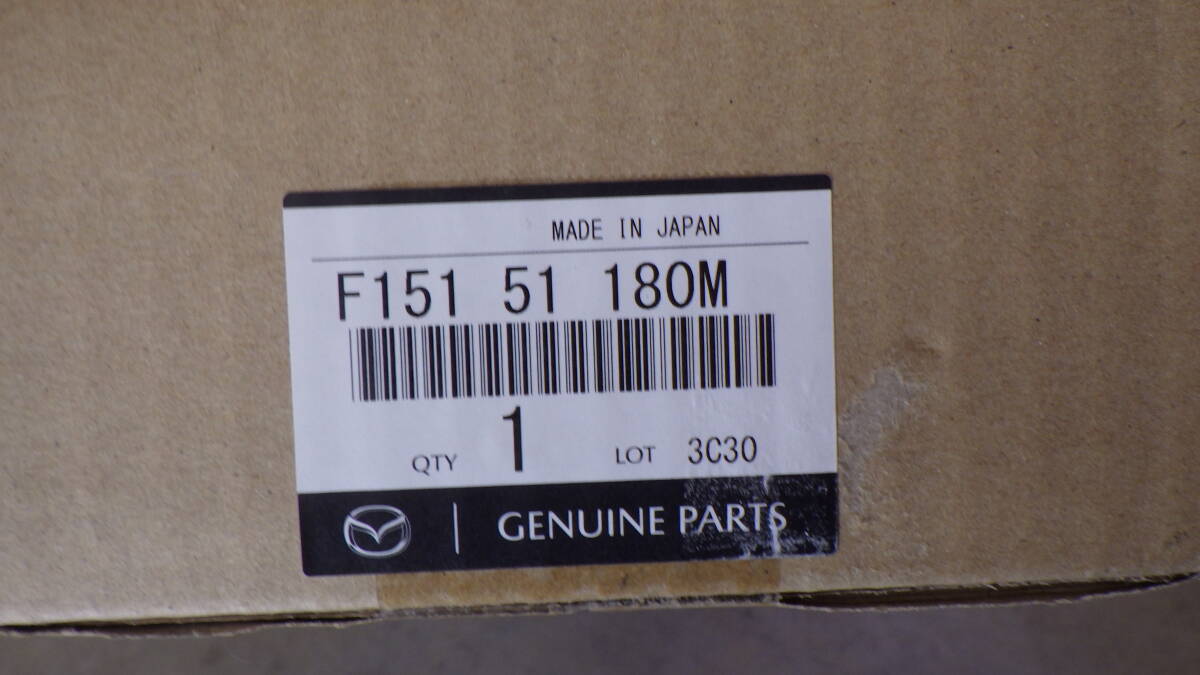 MADE IN JAPAN
F151 51 180M
QTY 1 LOT 3C30
GENUINE PARTS